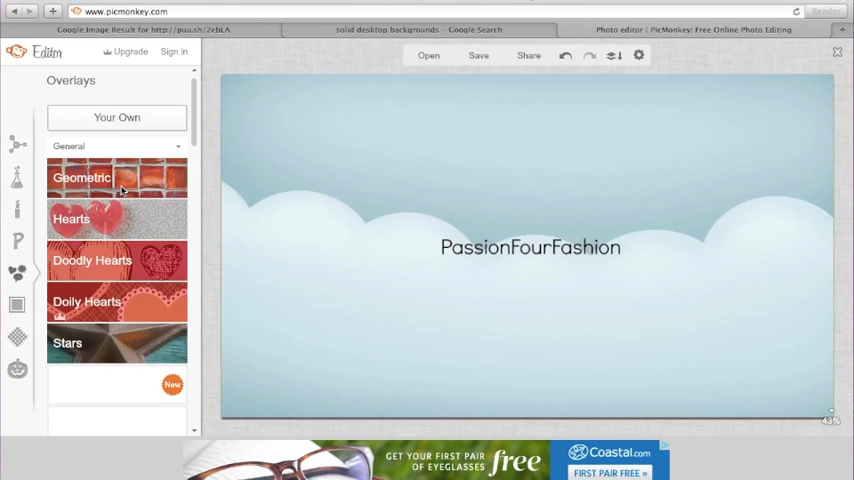 www.picmonkey.com
Reader
Google Image Result for http://puu.sh/2ebLA
solid desktop backgrounds - Google Search
Photo editor | PicMonkey: Free Online Photo Editing
Editor
Upgrade
Sign in
Open
Save
Share
Overlays
Your Own
General
Geometric
Hearts
Doodly Hearts
Doily Hearts
Stars
New
PassionFourFashion
43%
GET YOUR FIRST PAIR
OF EYEGLASSES
free
Coastal.com
FIRST PAIR FREE »